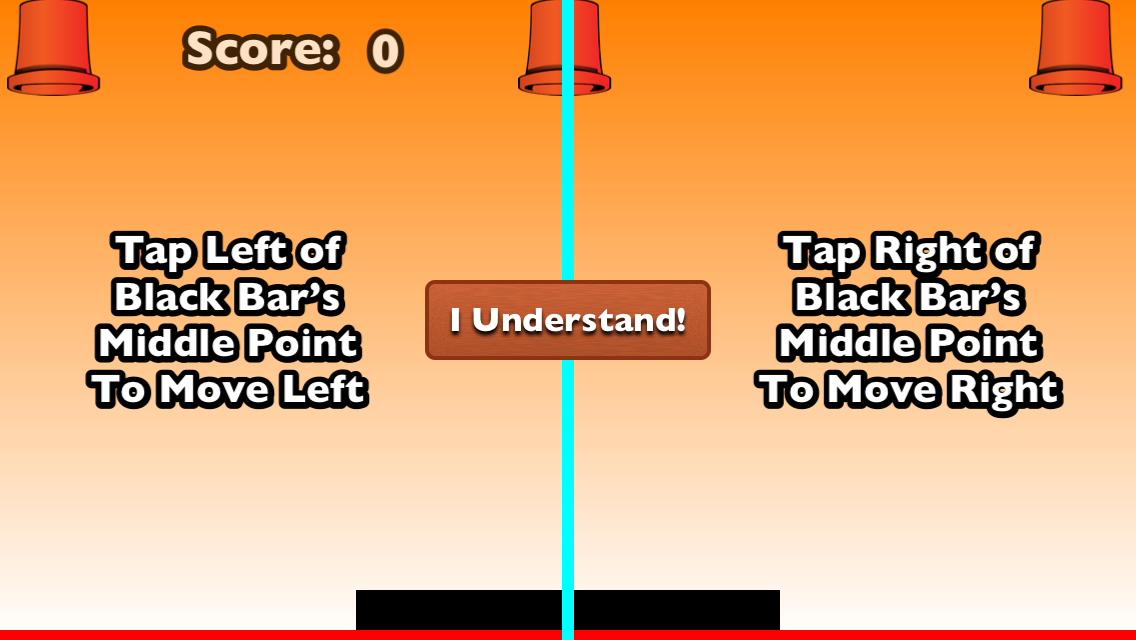 Score: 0
Tap Left of
Black Bar's
Middle Point
To Move Left
I Understand!
Tap Right of
Black Bar's
Middle Point
To Move Right